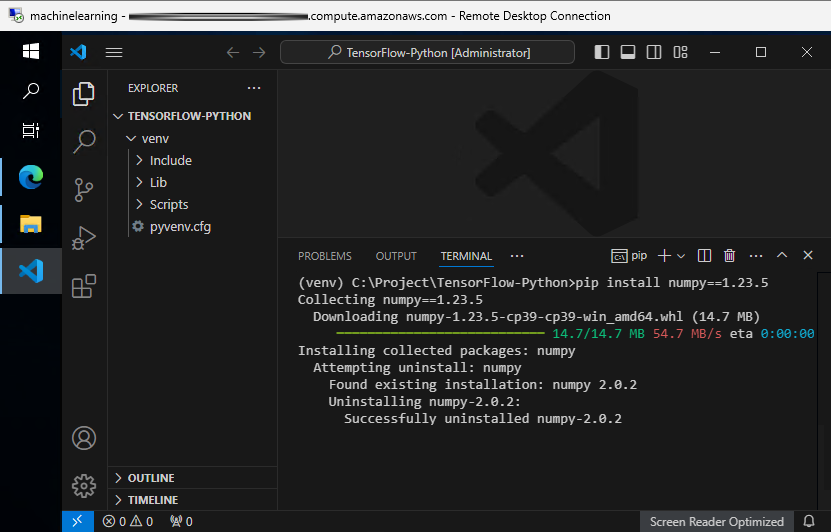 machinelearning - .compute.amazonaws.com - Remote Desktop Connection
TensorFlow-Python [Administrator]
EXPLORER
TENSORFLOW-PYTHON
venv
Include
Lib
Scripts
pyvenv.cfg
PROBLEMS OUTPUT TERMINAL pip
(venv) C:\Project\TensorFlow-Python>pip install numpy==1.23.5
Collecting numpy==1.23.5
Downloading numpy-1.23.5-cp39-cp39-win_amd64.whl (14.7 MB)
14.7/14.7 MB 54.7 MB/s eta 0:00:00
Installing collected packages: numpy
Attempting uninstall: numpy
Found existing installation: numpy 2.0.2
Uninstalling numpy-2.0.2:
Successfully uninstalled numpy-2.0.2
OUTLINE
TIMELINE
0 0 0 Screen Reader Optimized